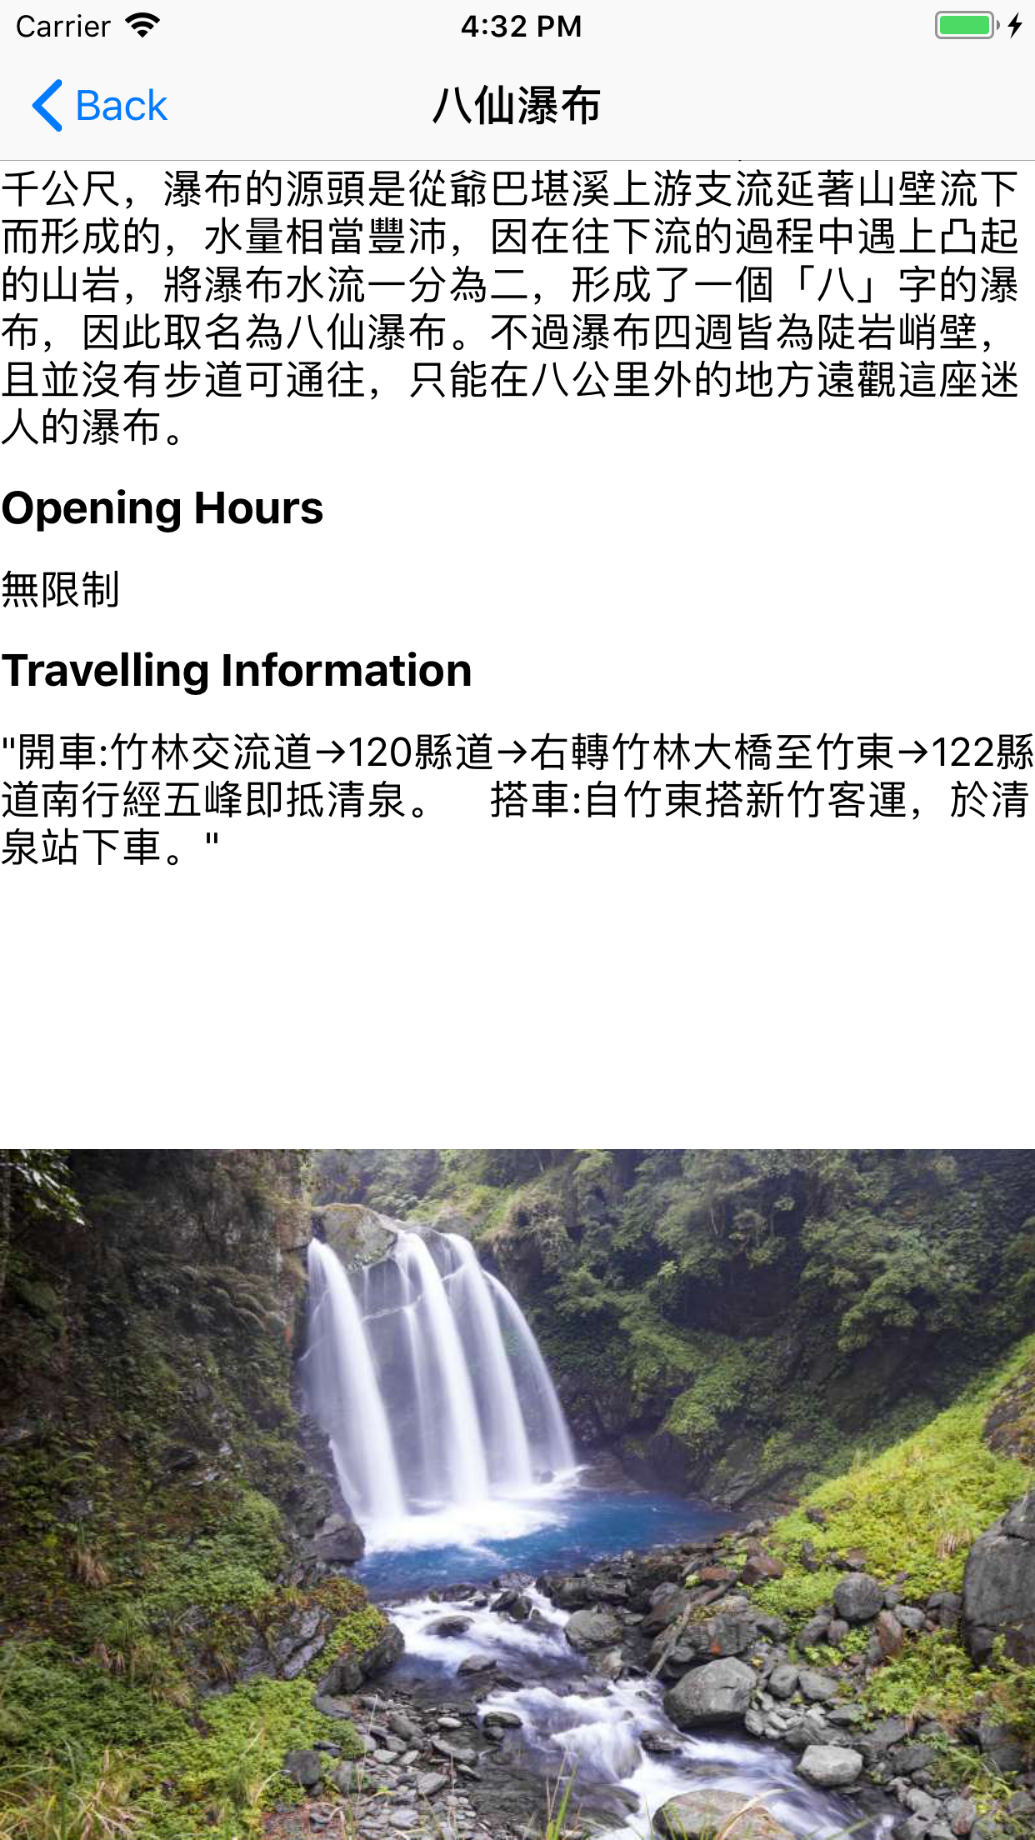 Carrier 4:32 PM
Back 八仙瀑布
千公尺，瀑布的源頭是從爺巴堪溪上游支流延著山壁流下
而形成的，水量相當豐沛，因在往下流的過程中遇上凸起
的山岩，將瀑布水流一分為二，形成了一個「八」字的瀑
布，因此取名為八仙瀑布。不過瀑布四週皆為陡岩峭壁，
且並沒有步道可通往，只能在八公里外的地方遠觀這座迷
人的瀑布。
Opening Hours
無限制
Travelling Information
"開車:竹林交流道→120縣道→右轉竹林大橋至竹東→122縣
道南行經五峰即抵清泉。　搭車:自竹東搭新竹客運，於清
泉站下車。"